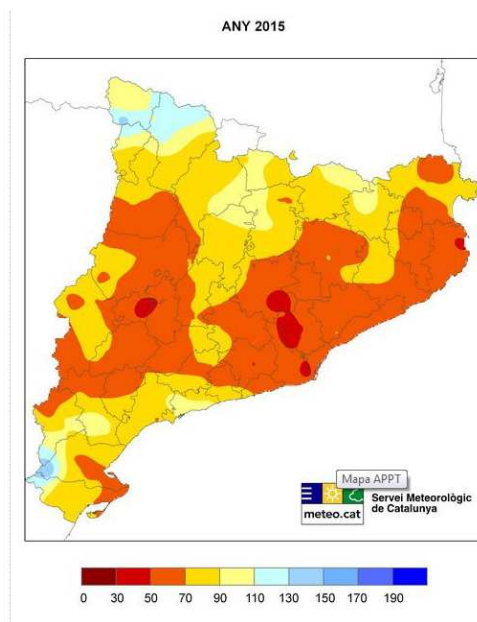 ANY 2015
Mapa APPT
meteo.cat
Servei Meteorològic
de Catalunya
0 30 50 70 90 110 130 150 170 190